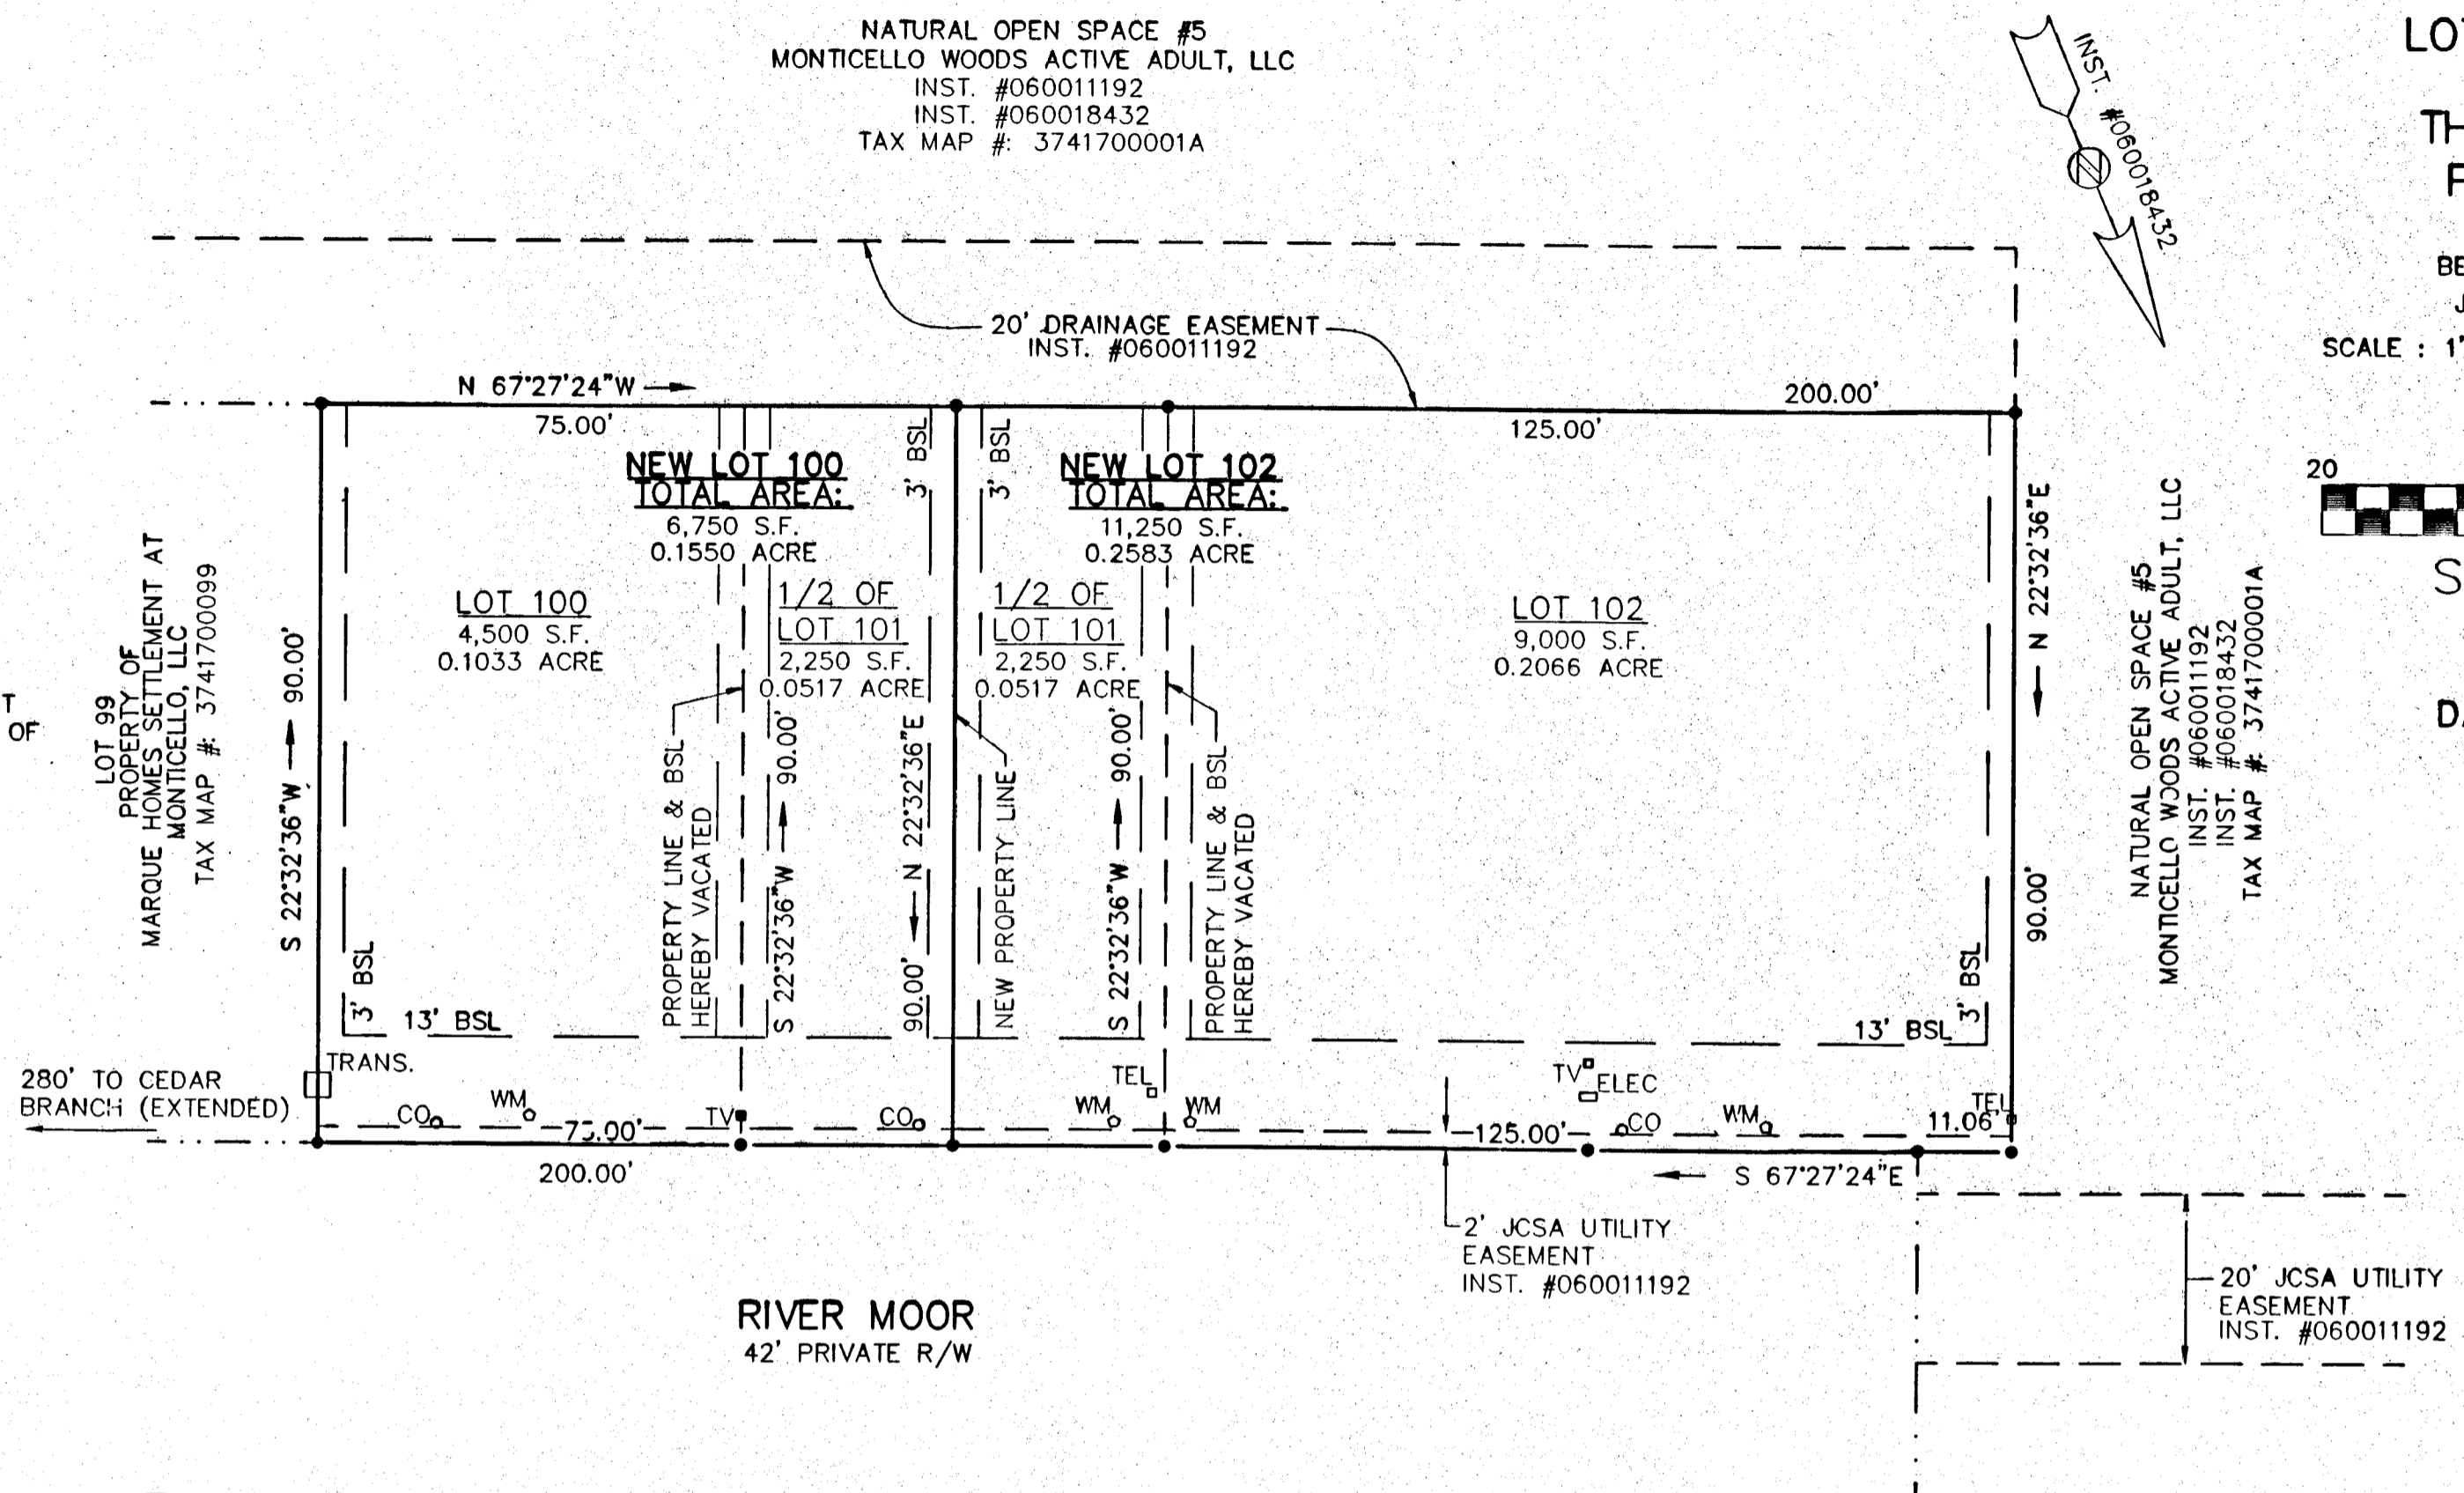 NATURAL OPEN SPACE #5
MONTICELLO WOODS ACTIVE ADULT, LLC
INST. #060011192
INST. #060018432
TAX MAP #: 3741700001A
INST. #060018432
N
SCALE : 1"
20
20' DRAINAGE EASEMENT
INST. #060011192
N 67°27'24"W
75.00'
200.00'
125.00'
NEW LOT 100
TOTAL AREA:
6,750 S.F.
0.1550 ACRE
3' BSL
3' BSL
NEW LOT 102
TOTAL AREA:
11,250 S.F.
0.2583 ACRE
LOT 100
4,500 S.F.
0.1033 ACRE
1/2 OF
LOT 101
2,250 S.F.
0.0517 ACRE
1/2 OF
LOT 101
2,250 S.F.
0.0517 ACRE
LOT 102
9,000 S.F.
0.2066 ACRE
T
OF
LOT 99
PROPERTY OF
MARQUE HOMES SETTLEMENT AT
MONTICELLO, LLC
TAX MAP #: 3741700099
S 22°32'36"W 90.00'
3' BSL
13' BSL
PROPERTY LINE & BSL
HEREBY VACATED
S 22°32'36"W 90.00'
90.00' N 22°32'36"E
NEW PROPERTY LINE
S 22°32'36"W 90.00'
PROPERTY LINE & BSL
HEREBY VACATED
13' BSL
3' BSL
N 22°32'36"E
90.00'
NATURAL OPEN SPACE #5
MONTICELLO WOODS ACTIVE ADULT, LLC
INST. #060011192
INST. #060018432
TAX MAP #: 3741700001A
280' TO CEDAR
BRANCH (EXTENDED)
TRANS.
CO
WM
75.00'
TV
CO
TEL
WM
WM
125.00'
TV
ELEC
CO
WM
11.06'
TEL
200.00'
S 67°27'24"E
2' JCSA UTILITY
EASEMENT
INST. #060011192
20' JCSA UTILITY
EASEMENT
INST. #060011192
RIVER MOOR
42' PRIVATE R/W